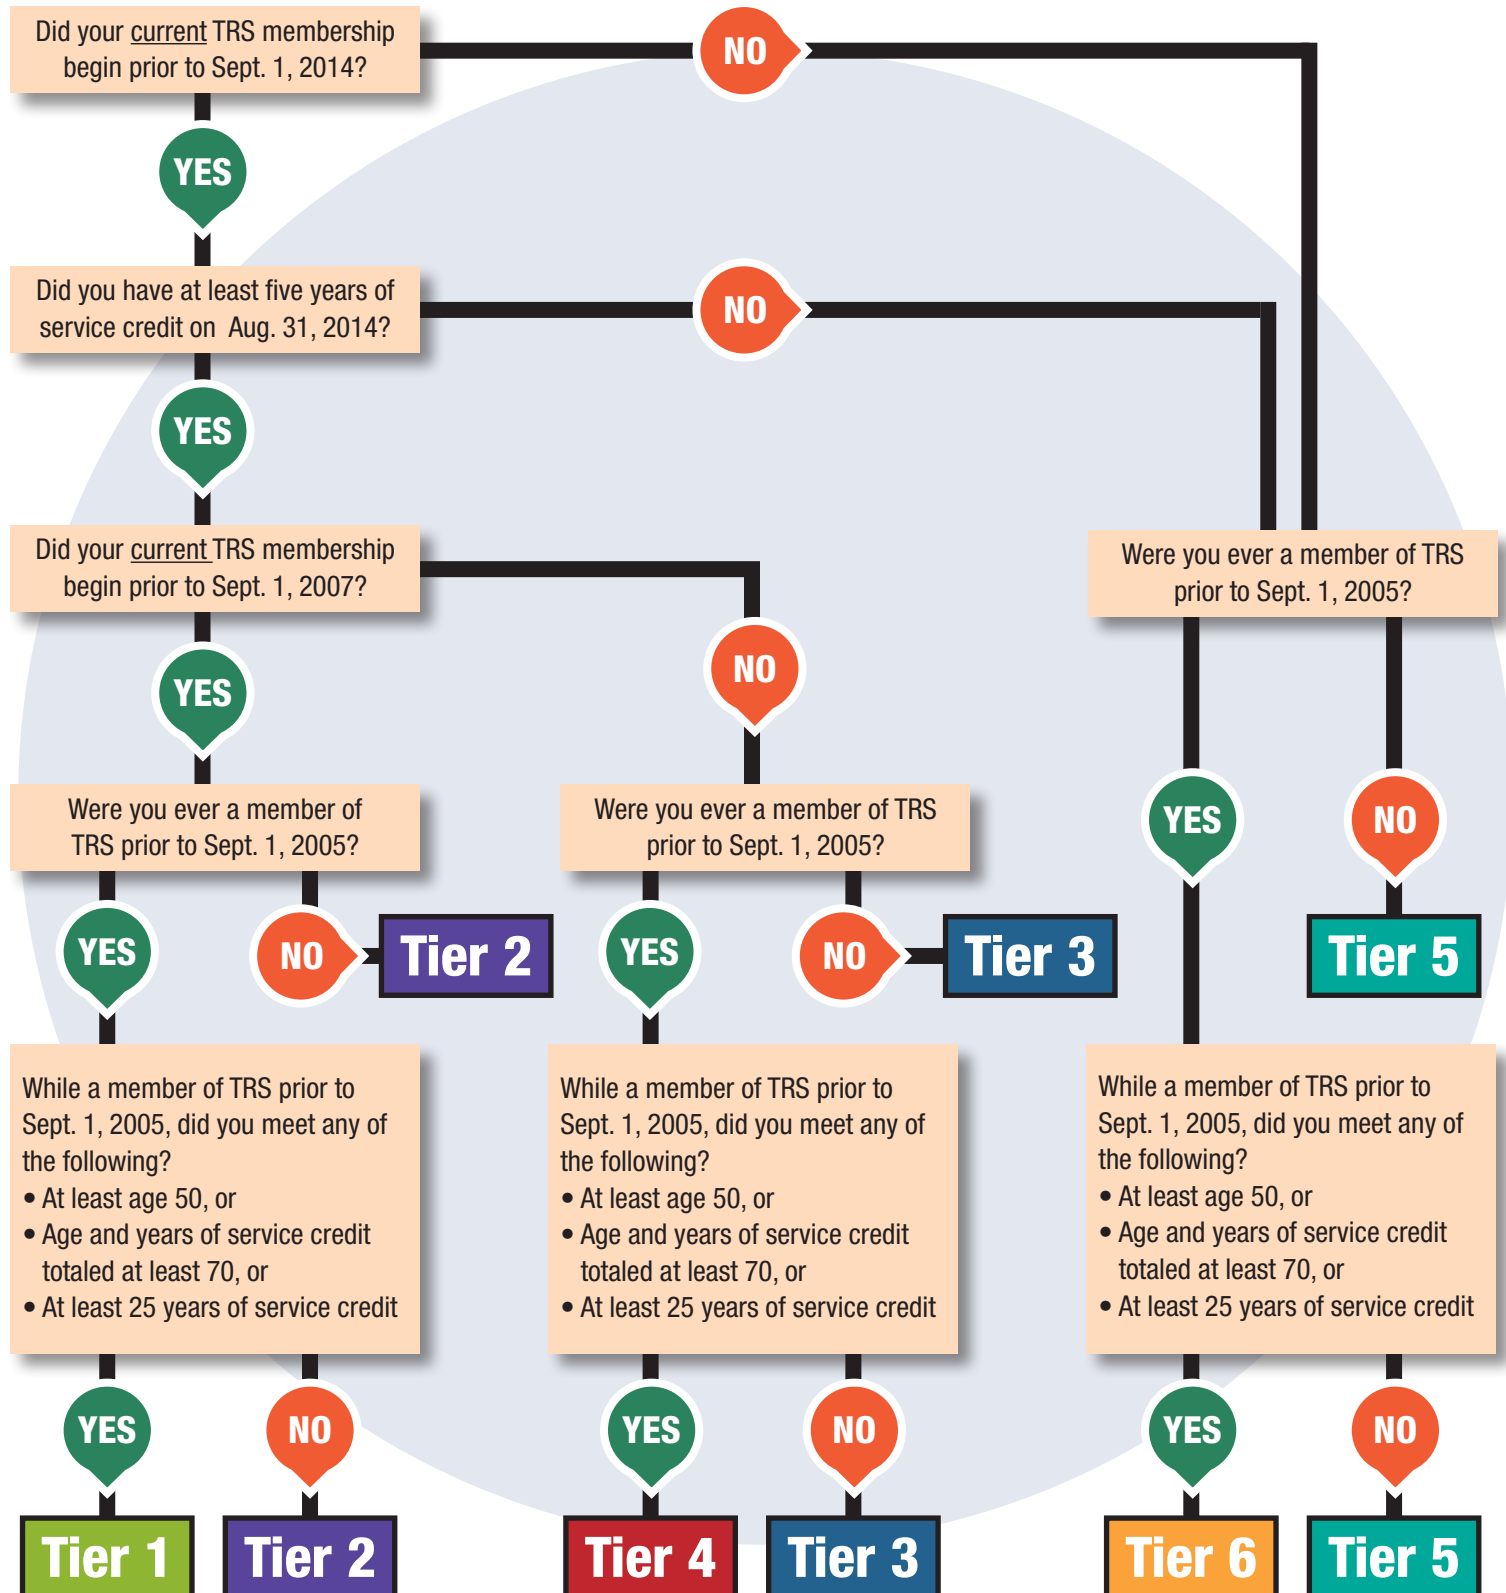 Did your current TRS membership
begin prior to Sept. 1, 2014?
NO
YES
Did you have at least five years of
service credit on Aug. 31, 2014?
NO
YES
Did your current TRS membership
begin prior to Sept. 1, 2007?
NO
YES
Were you ever a member of TRS
prior to Sept. 1, 2005?
YES
NO
Tier 5
Were you ever a member of
TRS prior to Sept. 1, 2005?
YES
NO
Tier 2
Were you ever a member of TRS
prior to Sept. 1, 2005?
YES
NO
Tier 3
While a member of TRS prior to
Sept. 1, 2005, did you meet any of
the following?
• At least age 50, or
• Age and years of service credit
totaled at least 70, or
• At least 25 years of service credit
YES
NO
Tier 1
Tier 2
While a member of TRS prior to
Sept. 1, 2005, did you meet any of
the following?
• At least age 50, or
• Age and years of service credit
totaled at least 70, or
• At least 25 years of service credit
YES
NO
Tier 4
Tier 3
While a member of TRS prior to
Sept. 1, 2005, did you meet any of
the following?
• At least age 50, or
• Age and years of service credit
totaled at least 70, or
• At least 25 years of service credit
YES
NO
Tier 6
Tier 5